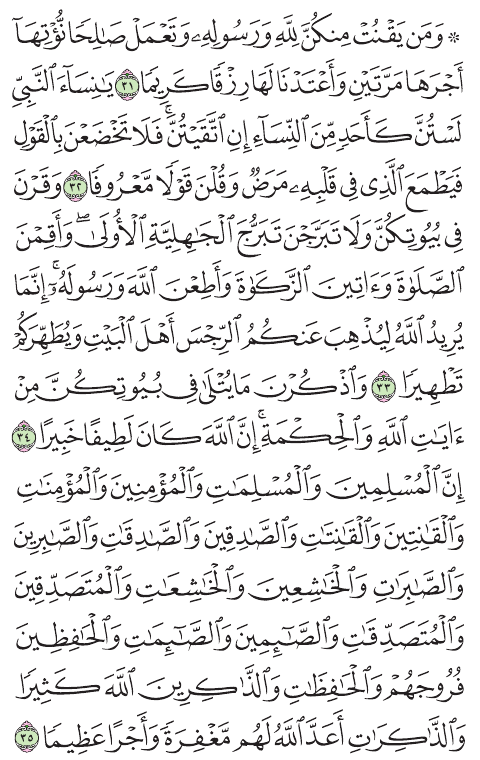 ۞ وَمَن يَقْنُتْ مِنكُنَّ لِلَّهِ وَرَسُولِهِۦ وَتَعْمَلْ صَٰلِحًا نُّؤْتِهَآ
أَجْرَهَا مَرَّتَيْنِ وَأَعْتَدْنَا لَهَا رِزْقًا كَرِيمًا ٣١ يَٰنِسَآءَ ٱلنَّبِيِّ
لَسْتُنَّ كَأَحَدٍ مِّنَ ٱلنِّسَآءِ إِنِ ٱتَّقَيْتُنَّۚ فَلَا تَخْضَعْنَ بِٱلْقَوْلِ
فَيَطْمَعَ ٱلَّذِى فِى قَلْبِهِۦ مَرَضٌ وَقُلْنَ قَوْلًا مَّعْرُوفًا ٣٢ وَقَرْنَ
فِى بُيُوتِكُنَّ وَلَا تَبَرَّجْنَ تَبَرُّجَ ٱلْجَٰهِلِيَّةِ ٱلْأُولَىٰۖ وَأَقِمْنَ
ٱلصَّلَوٰةَ وَءَاتِينَ ٱلزَّكَوٰةَ وَأَطِعْنَ ٱللَّهَ وَرَسُولَهُۥٓۚ إِنَّمَا
يُرِيدُ ٱللَّهُ لِيُذْهِبَ عَنكُمُ ٱلرِّجْسَ أَهْلَ ٱلْبَيْتِ وَيُطَهِّرَكُمْ
تَطْهِيرًا ٣٣ وَٱذْكُرْنَ مَا يُتْلَىٰ فِى بُيُوتِكُنَّ مِنْ
ءَايَٰتِ ٱللَّهِ وَٱلْحِكْمَةِۚ إِنَّ ٱللَّهَ كَانَ لَطِيفًا خَبِيرًا ٣٤
إِنَّ ٱلْمُسْلِمِينَ وَٱلْمُسْلِمَٰتِ وَٱلْمُؤْمِنِينَ وَٱلْمُؤْمِنَٰتِ
وَٱلْقَٰنِتِينَ وَٱلْقَٰنِتَٰتِ وَٱلصَّٰدِقِينَ وَٱلصَّٰدِقَٰتِ وَٱلصَّٰبِرِينَ
وَٱلصَّٰبِرَٰتِ وَٱلْخَٰشِعِينَ وَٱلْخَٰشِعَٰتِ وَٱلْمُتَصَدِّقِينَ
وَٱلْمُتَصَدِّقَٰتِ وَٱلصَّٰٓئِمِينَ وَٱلصَّٰٓئِمَٰتِ وَٱلْحَٰفِظِينَ
فُرُوجَهُمْ وَٱلْحَٰفِظَٰتِ وَٱلذَّٰكِرِينَ ٱللَّهَ كَثِيرًا
وَٱلذَّٰكِرَٰتِ أَعَدَّ ٱللَّهُ لَهُم مَّغْفِرَةً وَأَجْرًا عَظِيمًا ٣٥